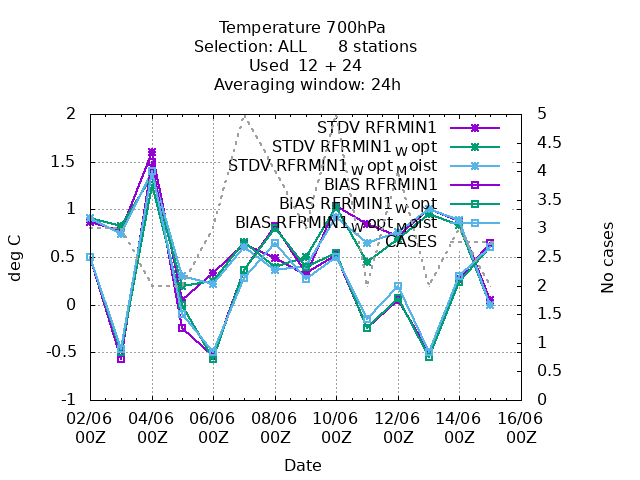 Temperature 700hPa
Selection: ALL 8 stations
Used 12 + 24
Averaging window: 24h
STDV RFRMIN1
STDV RFRMIN1_W opt
STDV RFRMIN1_W opt_M oist
BIAS RFRMIN1
BIAS RFRMIN1_W opt
BIAS RFRMIN1_W opt_M oist
CASES
deg C
2
1.5
1
0.5
0
-0.5
-1
No cases
5
4.5
4
3.5
3
2.5
2
1.5
1
0.5
0
02/06 04/06 06/06 08/06 10/06 12/06 14/06 16/06
00Z 00Z 00Z 00Z 00Z 00Z 00Z 00Z
Date